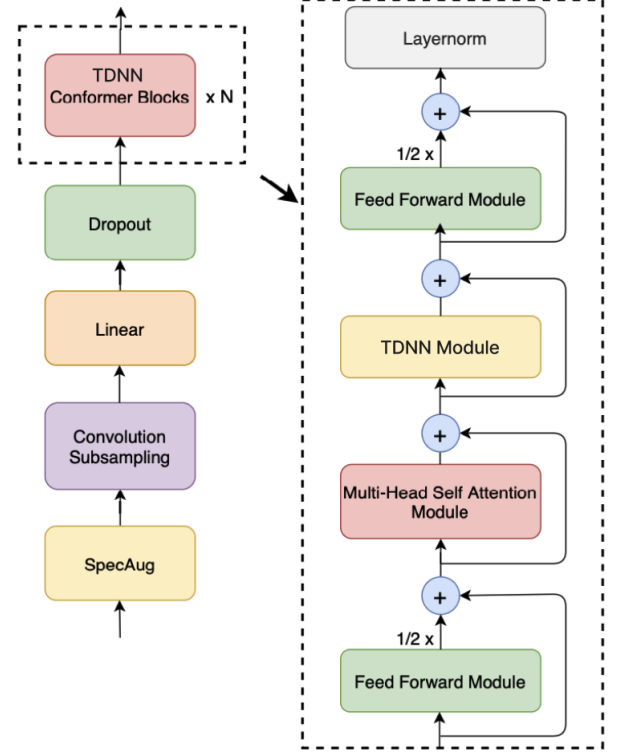 TDNN
Conformer Blocks
x N
Dropout
Linear
Convolution
Subsampling
SpecAug
Layernorm
+
1/2 x
Feed Forward Module
+
TDNN Module
+
Multi-Head Self Attention
Module
+
1/2 x
Feed Forward Module